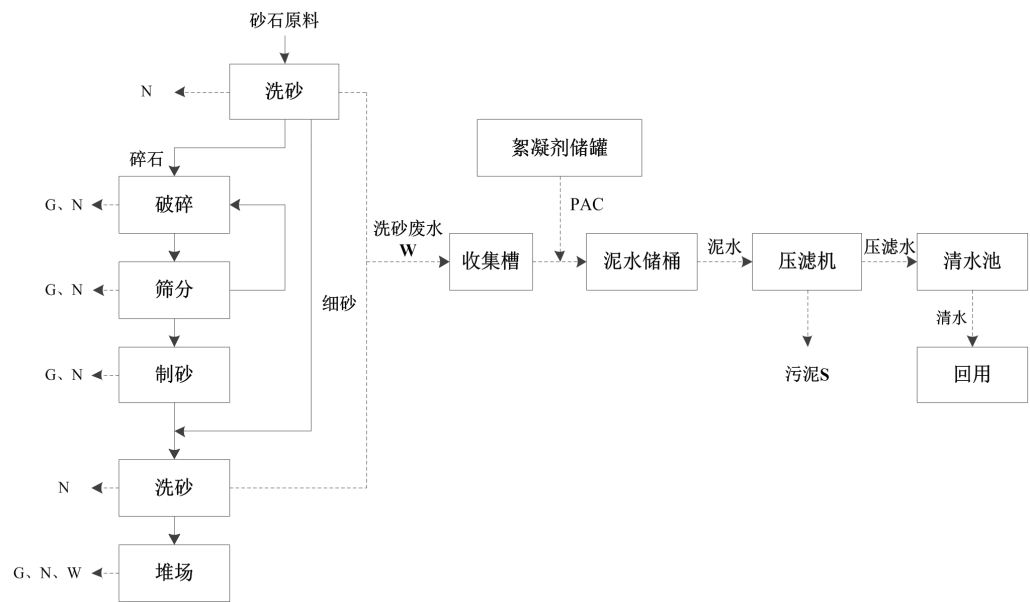 砂石原料
洗砂
N
碎石
絮凝剂储罐
破碎
G、N
PAC
洗砂废水
W
收集槽
泥水储桶
泥水
压滤机
压滤水
清水池
筛分
G、N
细砂
清水
制砂
G、N
污泥S
回用
洗砂
N
堆场
G、N、W